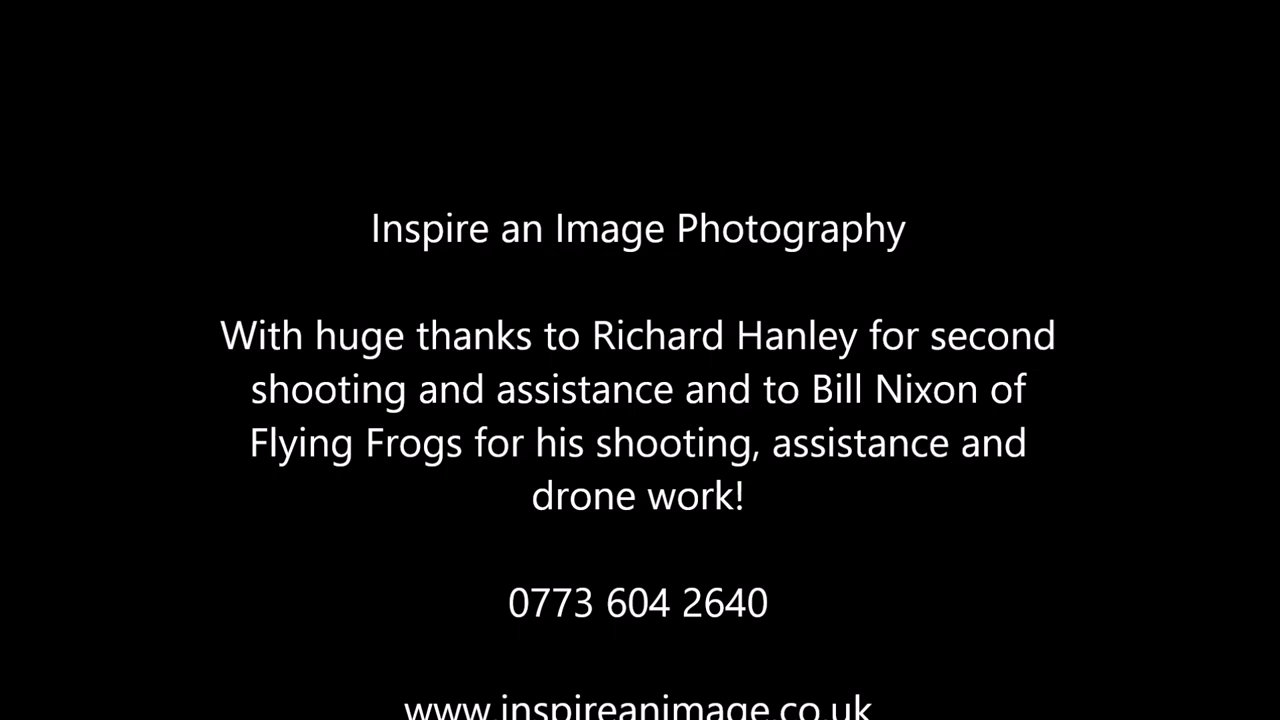 Inspire an Image Photography
With huge thanks to Richard Hanley for second
shooting and assistance and to Bill Nixon of
Flying Frogs for his shooting, assistance and
drone work!
0773 604 2640
www.inspireanimage.co.uk